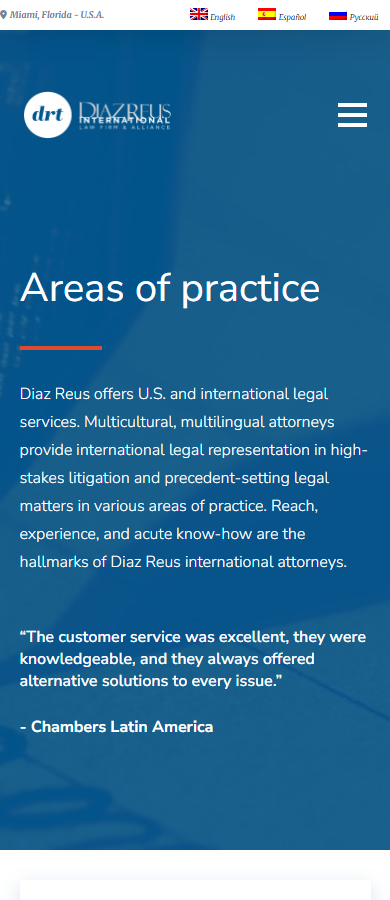 Miami, Florida - U.S.A.
English
Español
Русский
drt
DIAZREUS
INTERNATIONAL
LAW FIRM & ALLIANCE
Areas of practice
Diaz Reus offers U.S. and international legal
services. Multicultural, multilingual attorneys
provide international legal representation in high-
stakes litigation and precedent-setting legal
matters in various areas of practice. Reach,
experience, and acute know-how are the
hallmarks of Diaz Reus international attorneys.
“The customer service was excellent, they were
knowledgeable, and they always offered
alternative solutions to every issue.”
- Chambers Latin America